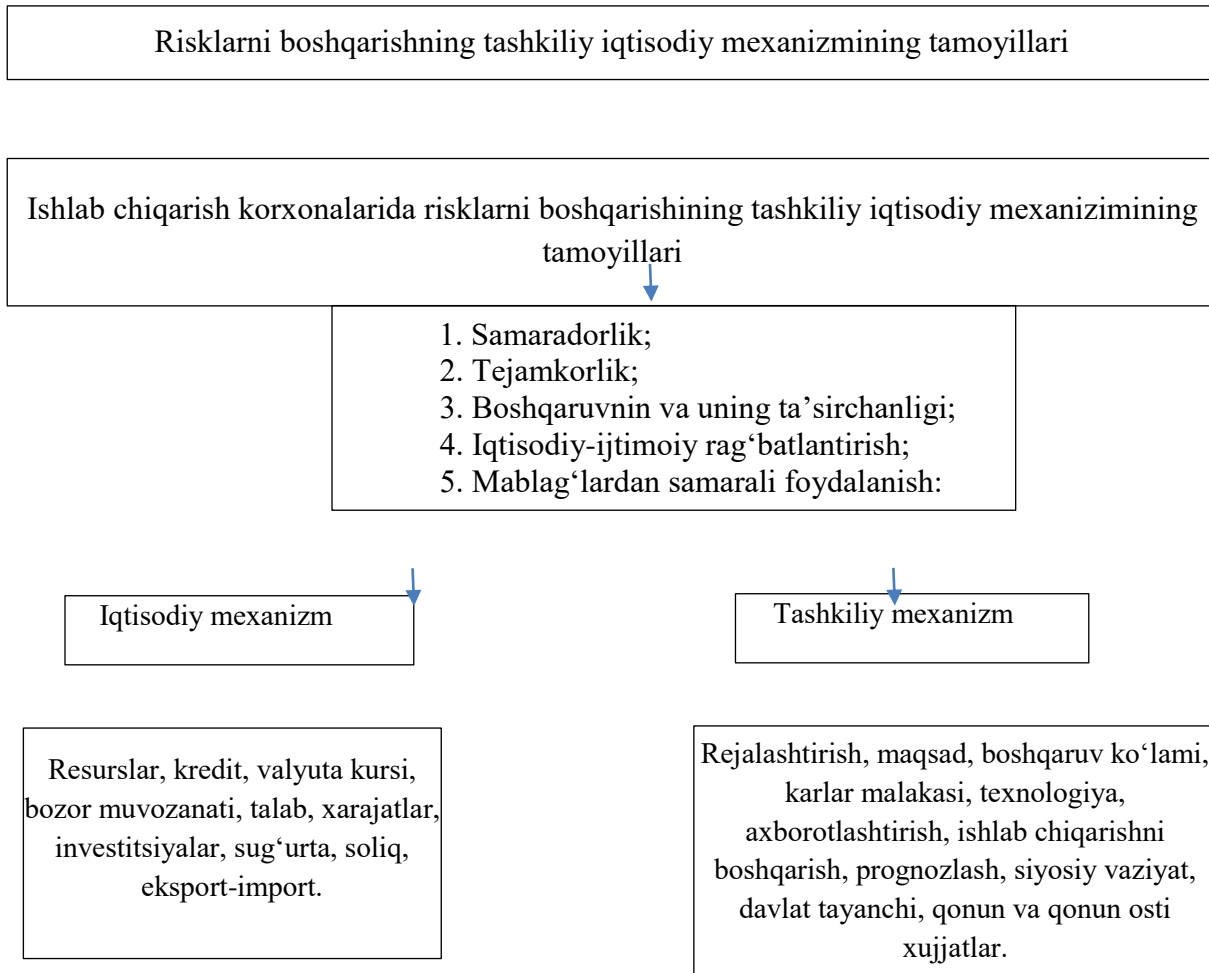 Risklarni boshqarishning tashkiliy iqtisodiy mexanizmining tamoyillari
Ishlab chiqarish korxonalarida risklarni boshqarishining tashkiliy iqtisodiy mexanizimining
tamoyillari
1. Samaradorlik;
2. Tejamkorlik;
3. Boshqaruvnin va uning ta’sirchanligi;
4. Iqtisodiy-ijtimoiy rag‘batlantirish;
5. Mablag‘lardan samarali foydalanish:
Iqtisodiy mexanizm
Tashkiliy mexanizm
Resurslar, kredit, valyuta kursi,
bozor muvozanati, talab, xarajatlar,
investitsiyalar, sug‘urta, soliq,
eksport-import.
Rejalashtirish, maqsad, boshqaruv ko‘lami,
karlar malakasi, texnologiya,
axborotlashtirish, ishlab chiqarishni
boshqarish, prognozlash, siyosiy vaziyat,
davlat tayanchi, qonun va qonun osti
xujjatlar.